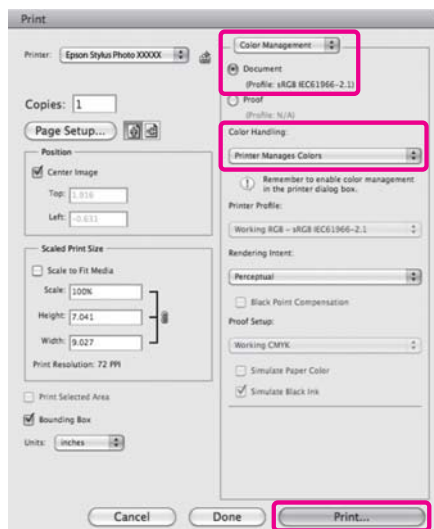 Print
Printer: Epson Stylus Photo XXXXX
Copies: 1
Page Setup...
Position
Center Image
Top: 1.916
Left: -0.631
Scaled Print Size
Scale to Fit Media
Scale: 100%
Height: 7.041
Width: 9.027
Print Resolution: 72 PPI
Print Selected Area
Bounding Box
Units: inches
Color Management
Document
(Profile: sRGB IEC61966-2.1)
Proof
(Profile: N/A)
Color Handling:
Printer Manages Colors
Remember to enable color management
in the printer dialog box.
Printer Profile:
Working RGB - sRGB IEC61966-2.1
Rendering Intent:
Perceptual
Black Point Compensation
Proof Setup:
Working CMYK
Simulate Paper Color
Simulate Black Ink
Cancel
Done
Print...